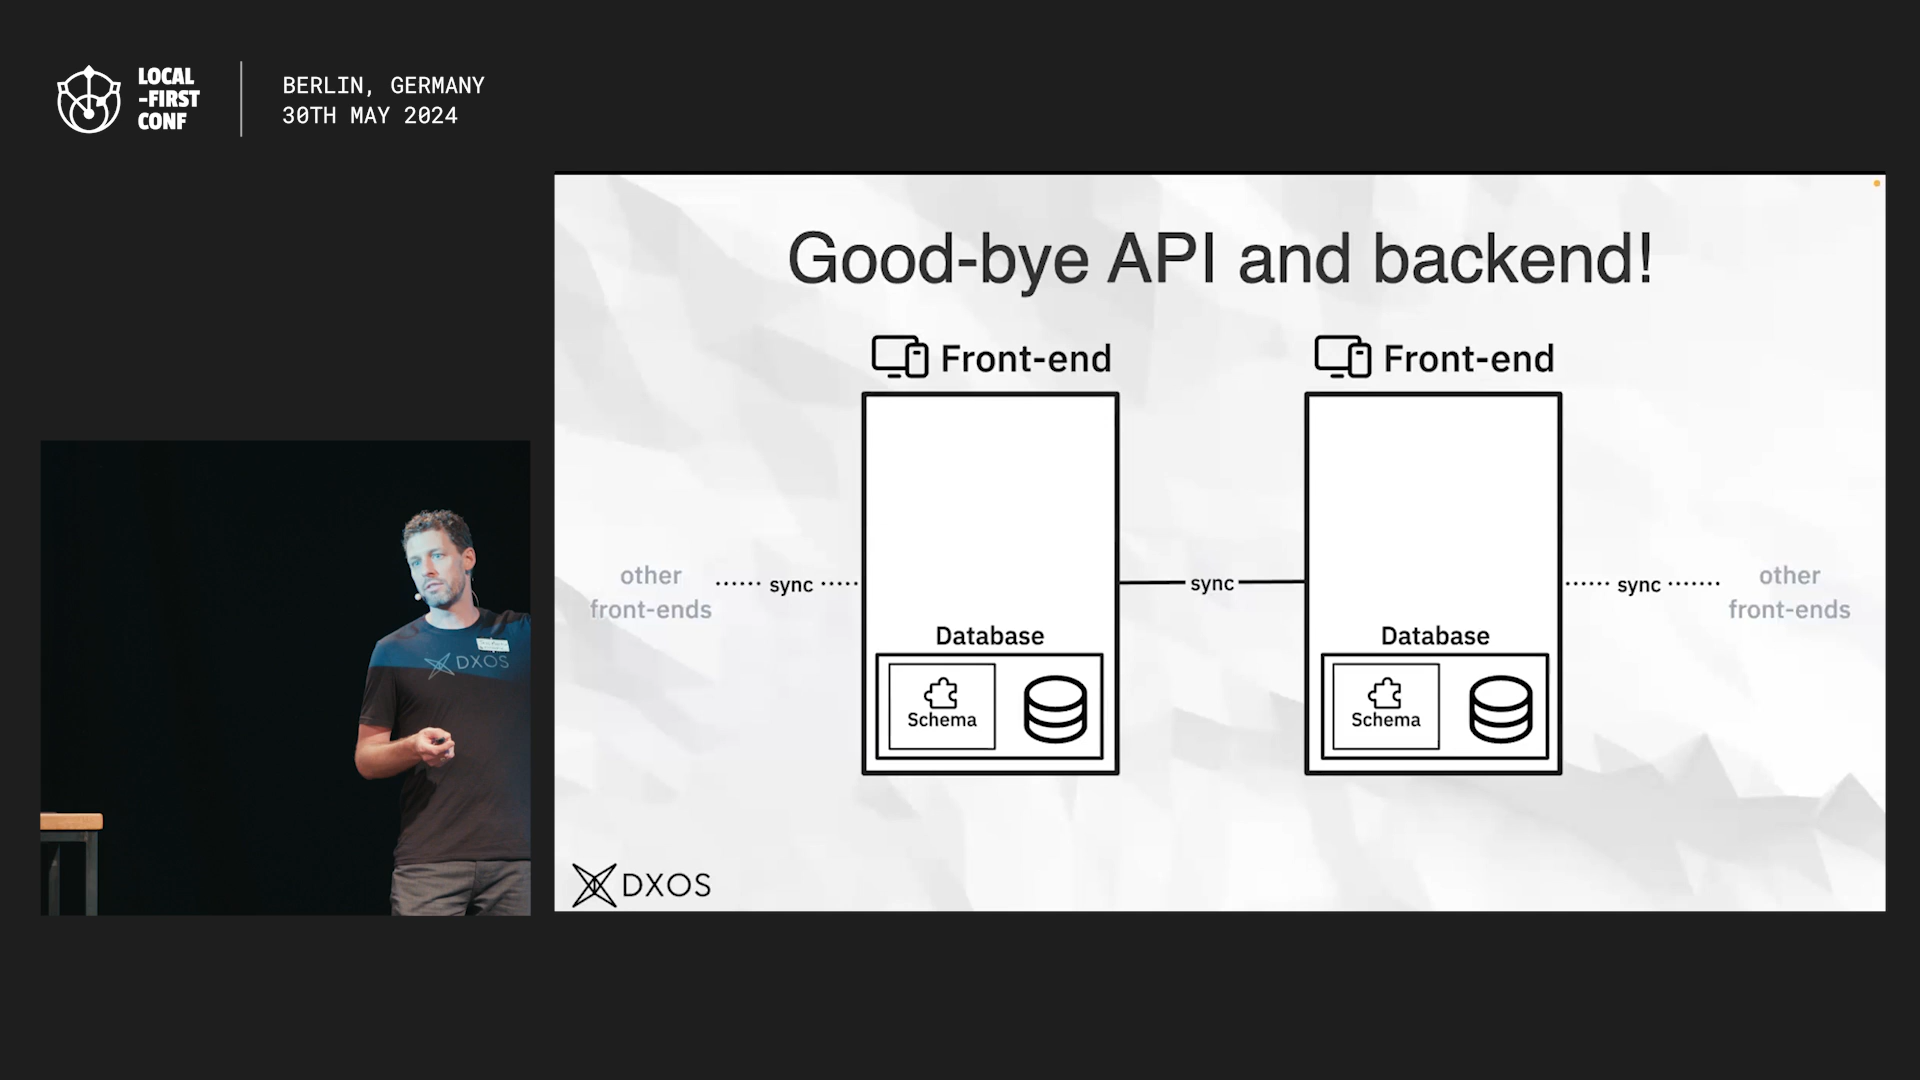 LOCAL
-FIRST
CONF
BERLIN, GERMANY
30TH MAY 2024
Good-bye API and backend!
Front-end
Front-end
other
front-ends
sync
sync
sync
other
front-ends
Database
Schema
Database
Schema
DXOS
DXOS